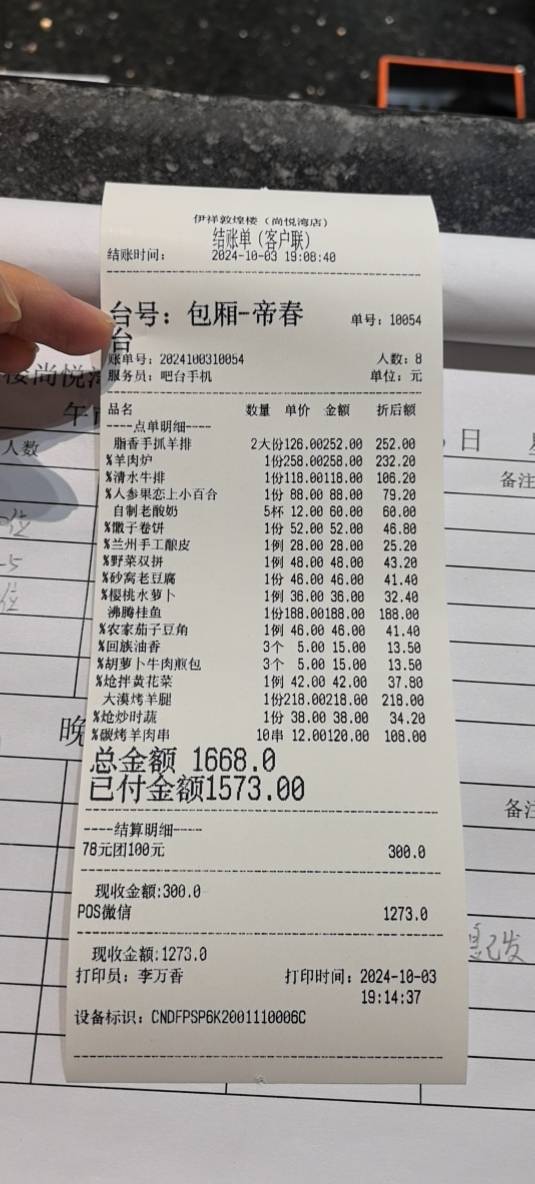 伊祥敦煌楼（尚悦湾店）
结账单（客户联）
结账时间： 2024-10-03 19:08:40
台号：包厢-帝春台 单号：10054
账单号：2024100310054 人数：8
服务员：吧台手机 单位：元
品名 数量 单价 金额 折后额
----点单明细----
脂香手抓羊排 2大份126.00252.00 252.00
%羊肉炉 1份258.00258.00 232.20
%清水牛排 1份118.00118.00 106.20
%人参果恋上小百合 1份 88.00 88.00 79.20
自制老酸奶 5杯 12.00 60.00 60.00
%馓子卷饼 1份 52.00 52.00 46.80
%兰州手工酿皮 1例 28.00 28.00 25.20
%野菜双拼 1例 48.00 48.00 43.20
%砂窝老豆腐 1份 46.00 46.00 41.40
%樱桃水萝卜 1例 36.00 36.00 32.40
沸腾桂鱼 1份188.00188.00 188.00
%农家茄子豆角 1例 46.00 46.00 41.40
%回族油香 3个 5.00 15.00 13.50
%胡萝卜牛肉煎包 3个 5.00 15.00 13.50
%炝拌黄花菜 1例 42.00 42.00 37.80
大漠烤羊腿 1份218.00218.00 218.00
%炝炒时蔬 1份 38.00 38.00 34.20
%碳烤羊肉串 10串 12.00120.00 108.00
总金额 1668.0
已付金额1573.00
----结算明细----
78元团100元 300.0
现收金额:300.0
POS微信 1273.0
现收金额:1273.0
打印员：李万香 打印时间：2024-10-03
19:14:37
设备标识：CNDFPSP6K2001110006C
楼尚悦
午
人数
日
备注
位
-5
位
晚
备注
已发